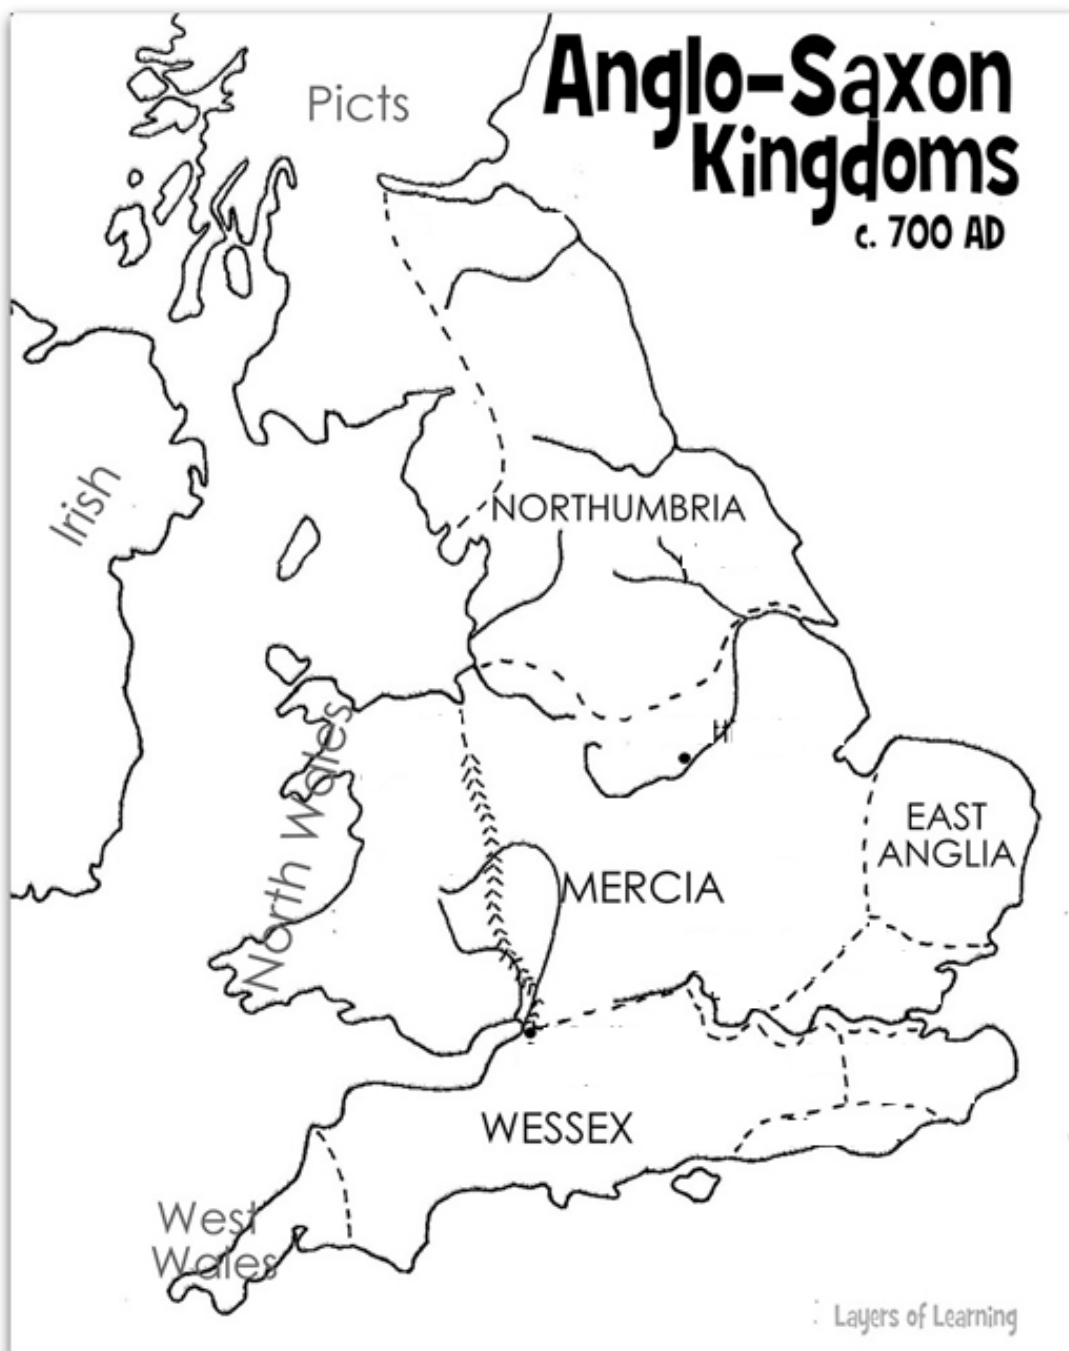 Anglo-Saxon
Kingdoms
c. 700 AD
Picts
Irish
NORTHUMBRIA
North Wales
EAST
ANGLIA
MERCIA
WESSEX
West
Wales
Layers of Learning